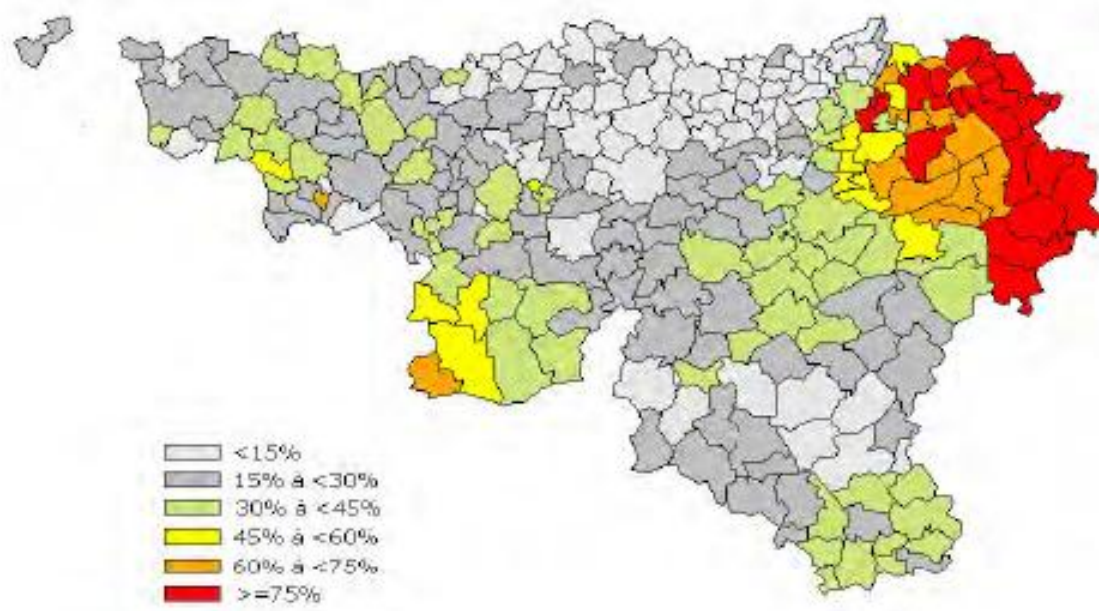 <15%
15% à <30%
30% à <45%
45% à <60%
60% à <75%
>=75%